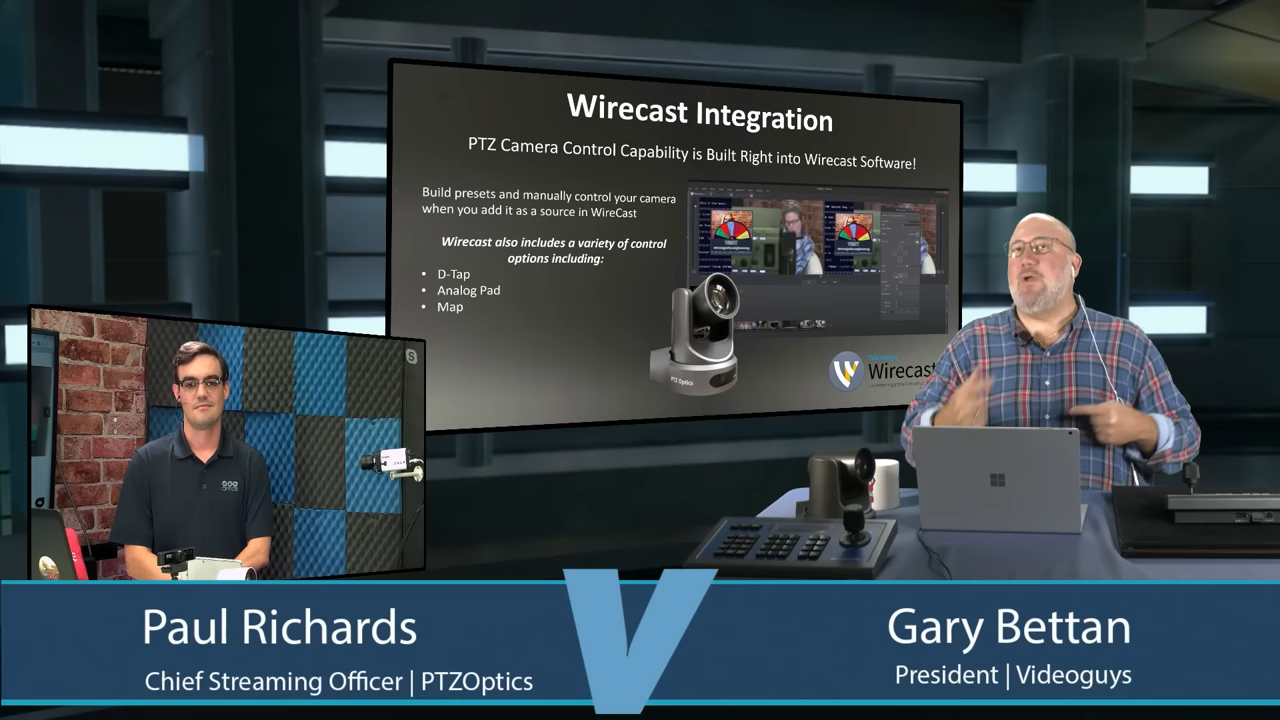 Wirecast Integration
PTZ Camera Control Capability is Built Right into Wirecast Software!
Build presets and manually control your camera
when you add it as a source in WireCast
Wirecast also includes a variety of control
options including:
• D-Tap
• Analog Pad
• Map
PTZ Optics
Wirecast
S
Paul Richards
Chief Streaming Officer | PTZOptics
V
Gary Bettan
President | Videoguys